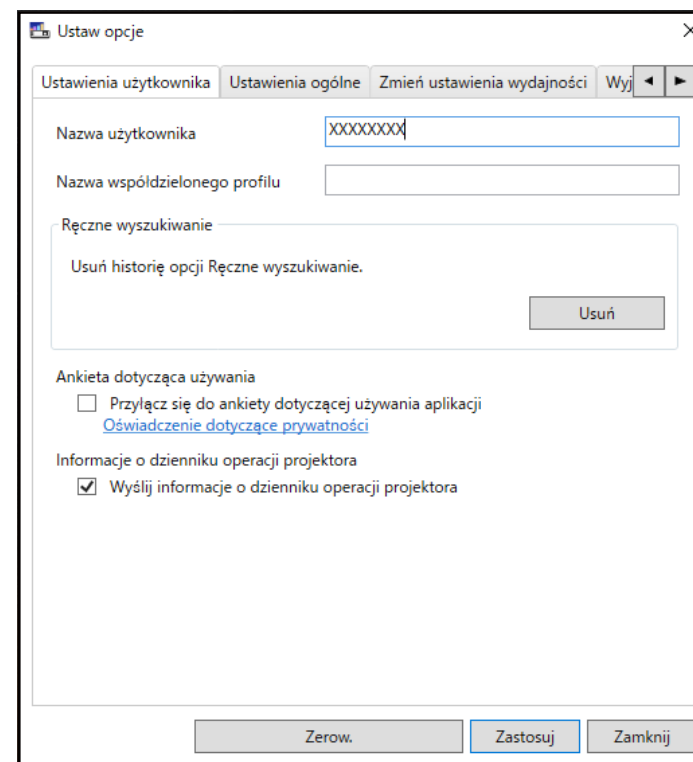 Ustaw opcje
Ustawienia użytkownika Ustawienia ogólne Zmień ustawienia wydajności Wyj
Nazwa użytkownika XXXXXXXX
Nazwa współdzielonego profilu
Ręczne wyszukiwanie
Usuń historię opcji Ręczne wyszukiwanie.
Usuń
Ankieta dotycząca używania
Przyłącz się do ankiety dotyczącej używania aplikacji
Oświadczenie dotyczące prywatności
Informacje o dzienniku operacji projektora
Wyślij informacje o dzienniku operacji projektora
Zerow. Zastosuj Zamknij